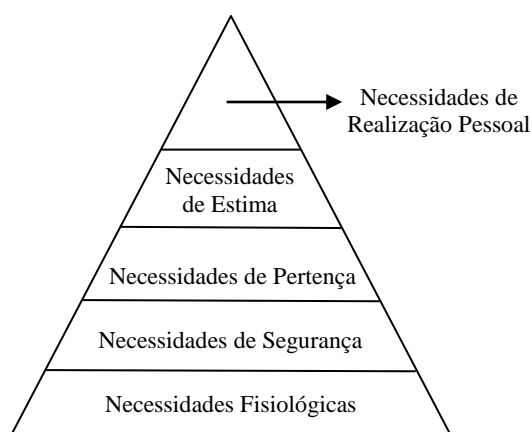 Necessidades de
Realização Pessoal
Necessidades
de Estima
Necessidades de Pertença
Necessidades de Segurança
Necessidades Fisiológicas